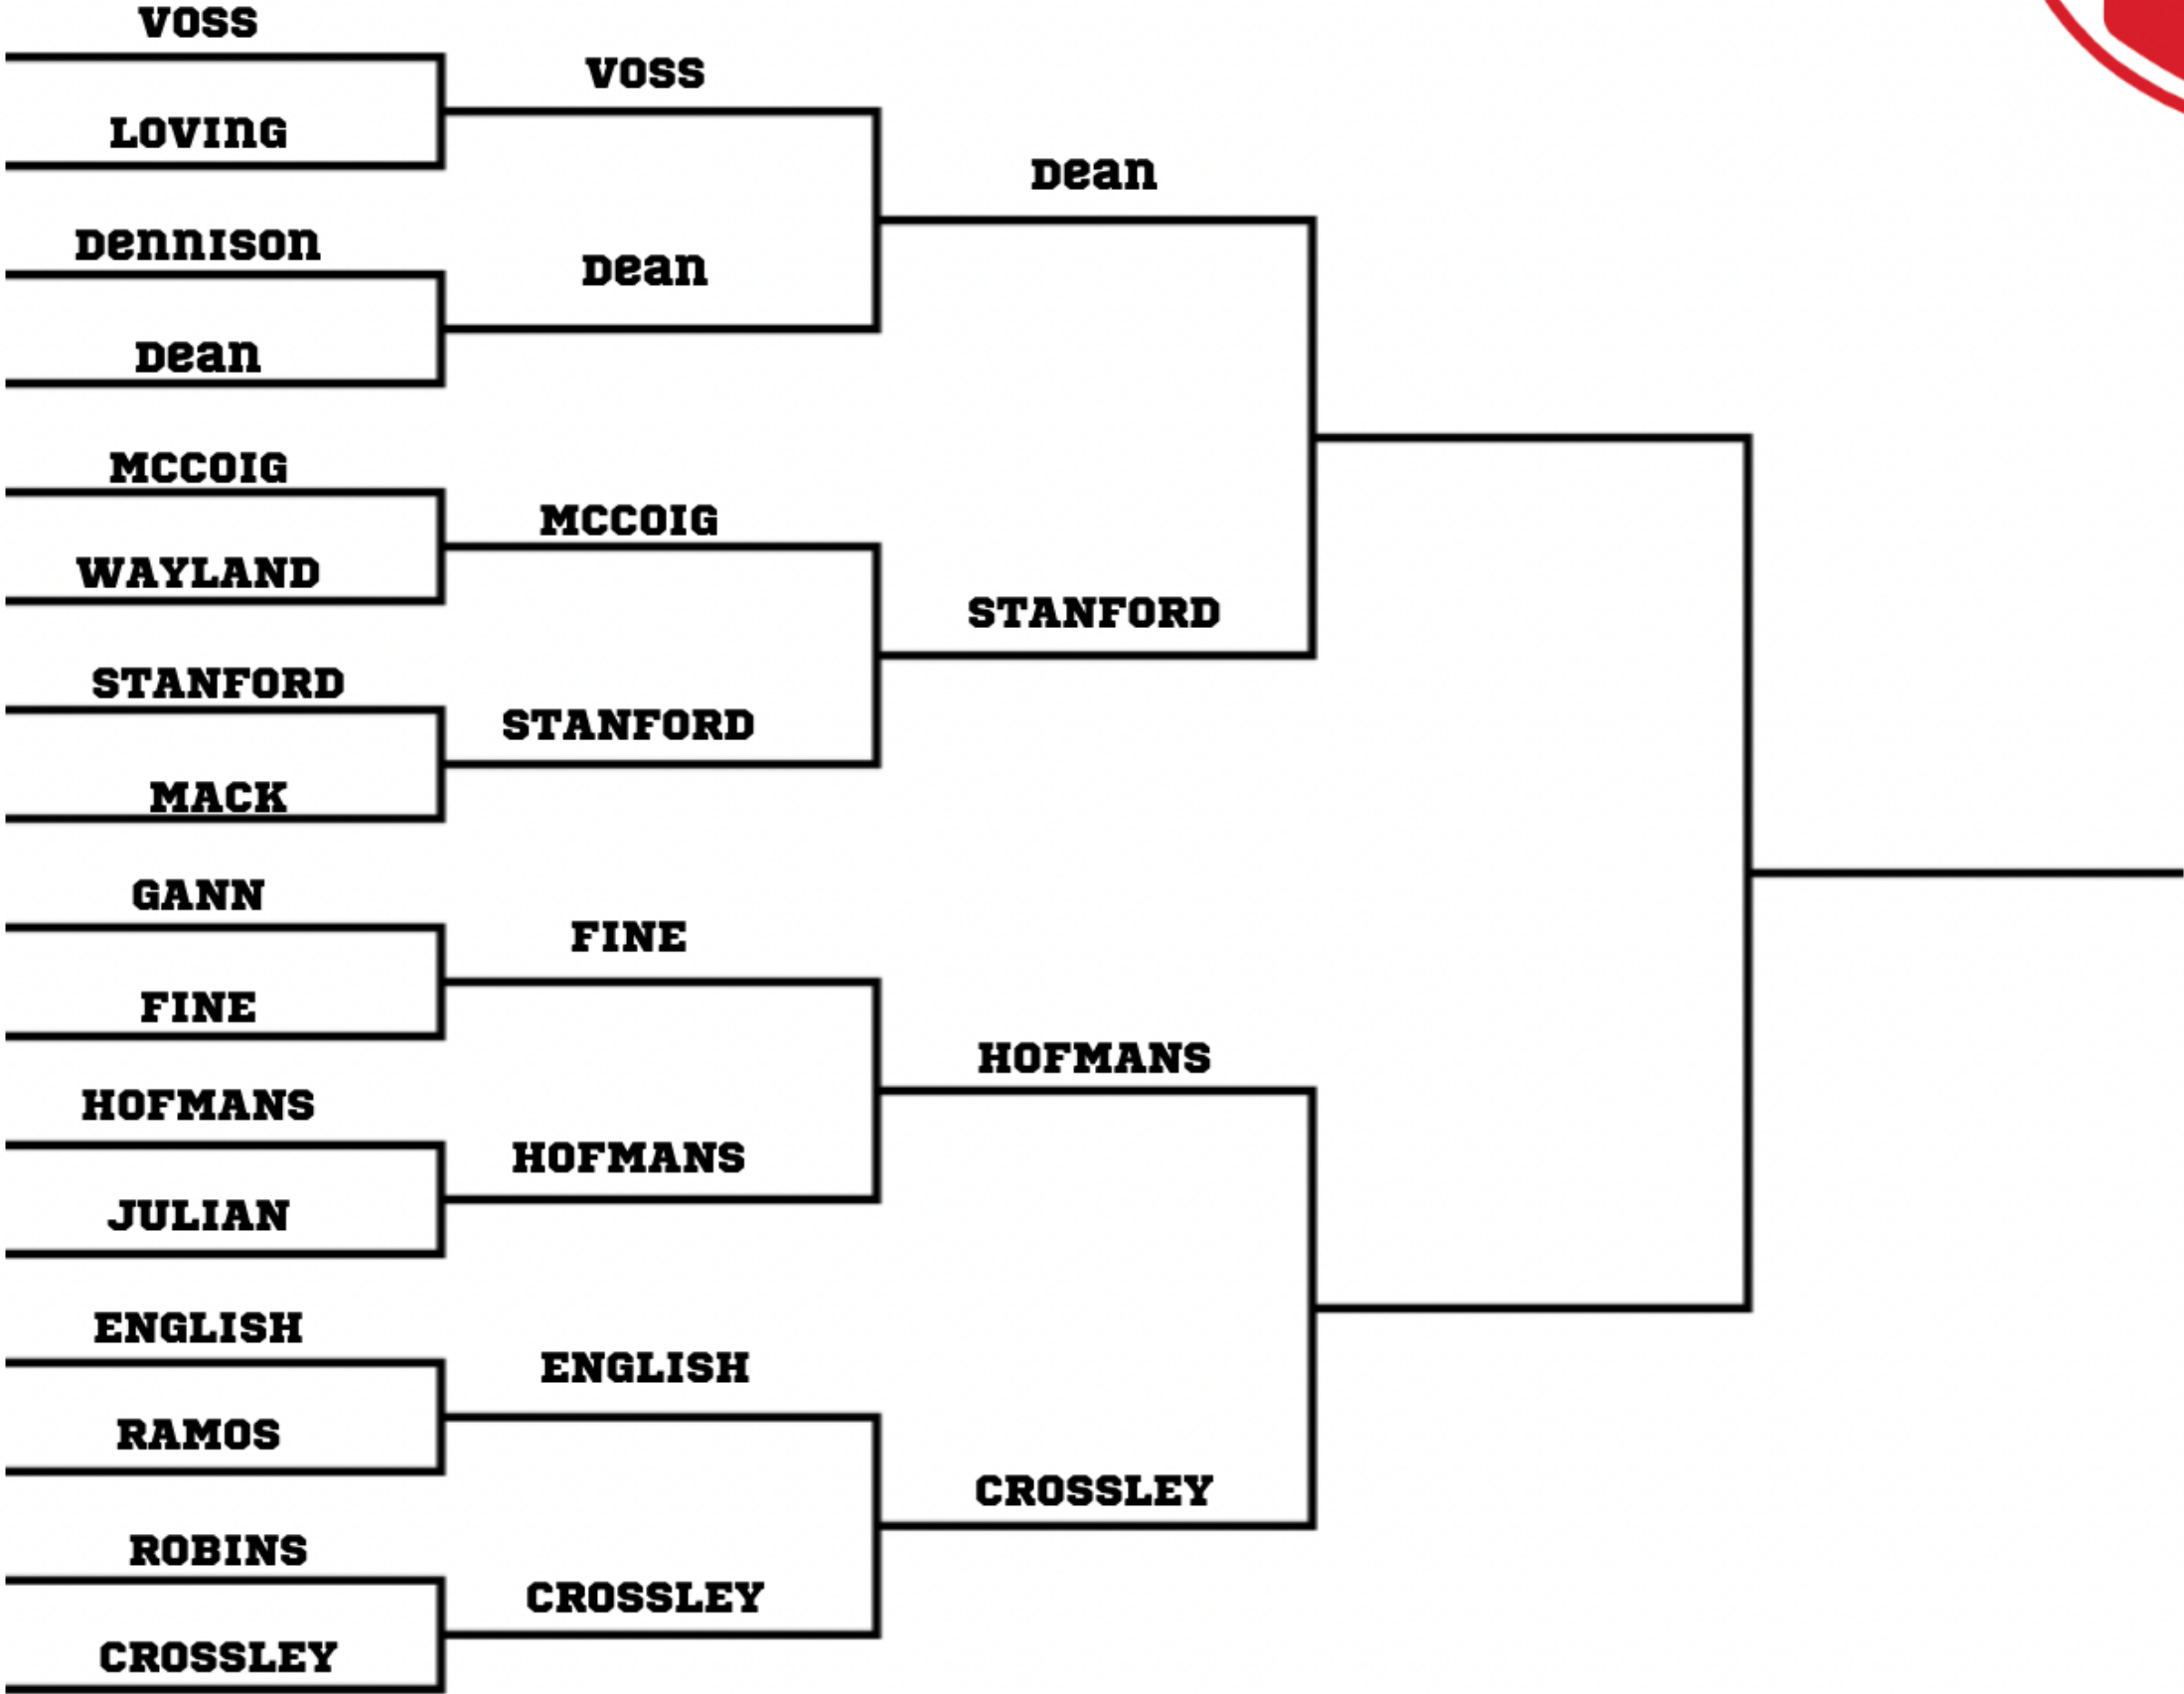 VOSS
LOVING
DENNISON
DEAN
MCCOIG
WAYLAND
STANFORD
MACK
GANN
FINE
HOFMANS
JULIAN
ENGLISH
RAMOS
ROBINS
CROSSLEY
VOSS
DEAN
MCCOIG
STANFORD
FINE
HOFMANS
ENGLISH
CROSSLEY
DEAN
STANFORD
HOFMANS
CROSSLEY